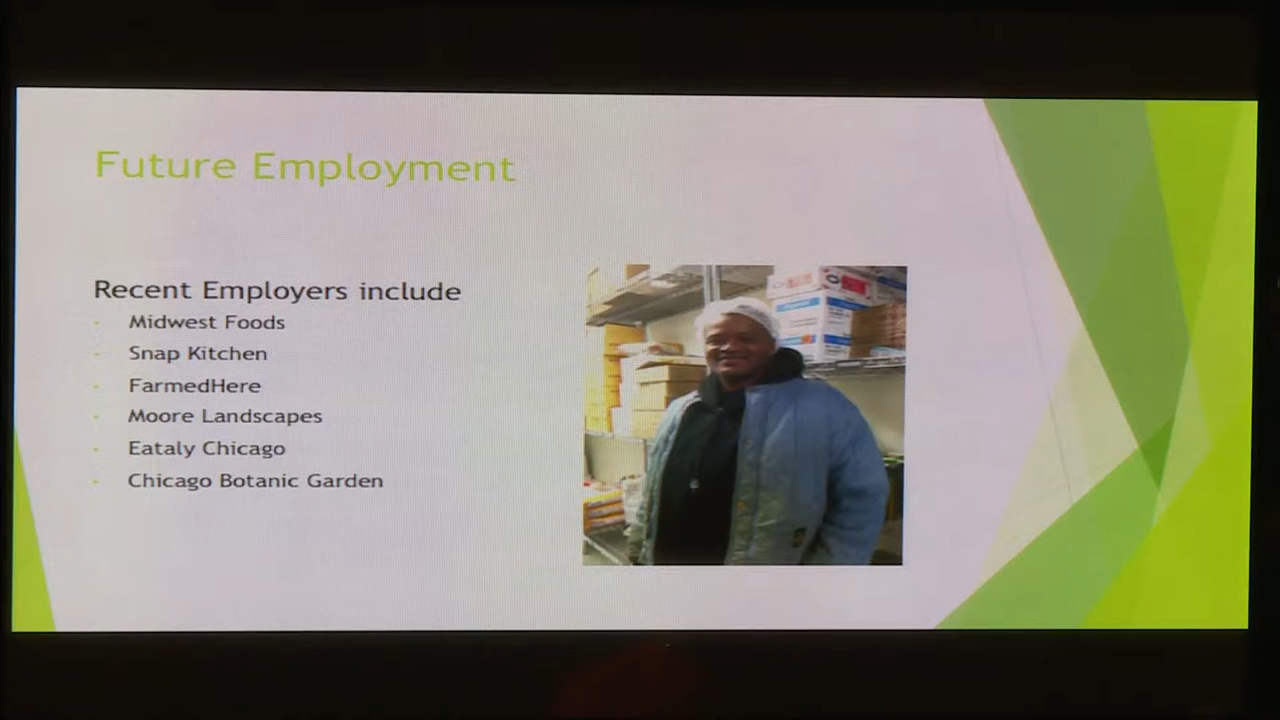 Future Employment
Recent Employers include
Midwest Foods
Snap Kitchen
FarmedHere
Moore Landscapes
Eataly Chicago
Chicago Botanic Garden